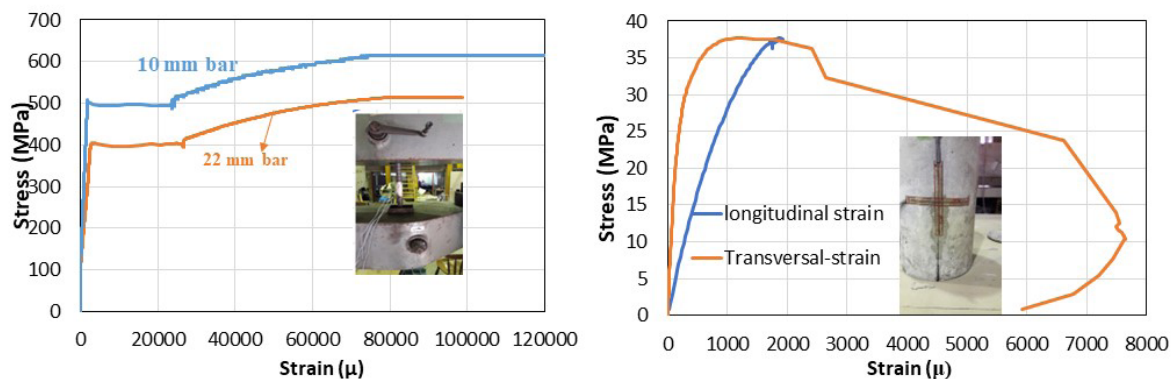 700
600
500
400
300
200
100
0
Stress (MPa)
10 mm bar
22 mm bar
0 20000 40000 60000 80000 100000 120000
Strain (μ)
40
35
30
25
20
15
10
5
0
Stress (MPa)
longitudinal strain
Transversal-strain
0 1000 2000 3000 4000 5000 6000 7000 8000
Strain (μ)